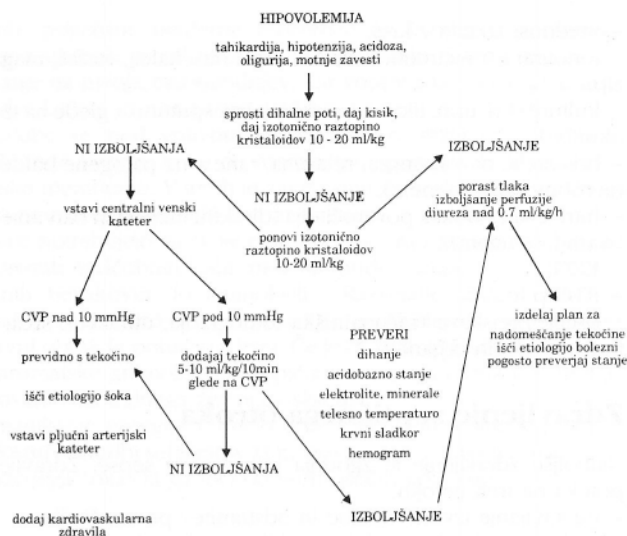 HIPOVOLEMIJA
tahikardija, hipotenzija, acidoza,
oligurija, motnje zavesti
sprosti dihalne poti, daj kisik,
daj izotonično raztopino
kristaloidov 10 - 20 ml/kg
NI IZBOLJŠANJA
IZBOLJŠANJE
NI IZBOLJŠANJE
vstavi centralni venski
kateter
ponovi izotonično
raztopino kristaloidov
10-20 ml/kg
porast tlaka
izboljšanje perfuzije
diureza nad 0.7 ml/kg/h
CVP nad 10 mmHg
CVP pod 10 mmHg
previdno s tekočino
išči etiologijo šoka
vstavi pljučni arterijski
kateter
dodajaj tekočino
5-10 ml/kg/10min
glede na CVP
PREVERI
dihanje
acidobazno stanje
elektrolite, minerale
telesno temperaturo
krvni sladkor
hemogram
izdelaj plan za
nadomeščanje tekočine
išči etiologijo bolezni
pogosto preverjaj stanje
NI IZBOLJŠANJA
dodaj kardiovaskularna
zdravila
IZBOLJŠANJE